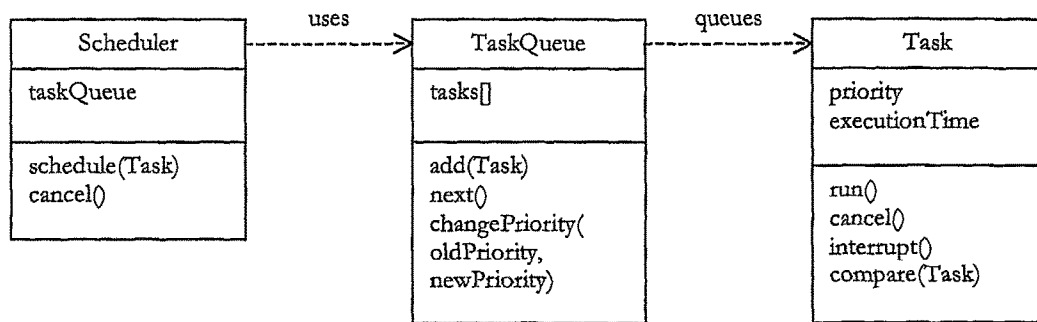 uses
queues
Scheduler
taskQueue
schedule(Task)
cancel()
TaskQueue
tasks[]
add(Task)
next()
changePriority(
oldPriority,
newPriority)
Task
priority
executionTime
run()
cancel()
interrupt()
compare(Task)